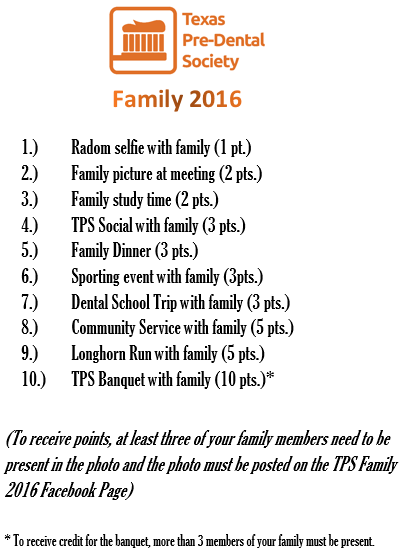 Texas
Pre-Dental
Society
Family 2016
1.) Radom selfie with family (1 pt.)
2.) Family picture at meeting (2 pts.)
3.) Family study time (2 pts.)
4.) TPS Social with family (3 pts.)
5.) Family Dinner (3 pts.)
6.) Sporting event with family (3pts.)
7.) Dental School Trip with family (3 pts.)
8.) Community Service with family (5 pts.)
9.) Longhorn Run with family (5 pts.)
10.) TPS Banquet with family (10 pts.)*
(To receive points, at least three of your family members need to be
present in the photo and the photo must be posted on the TPS Family
2016 Facebook Page)
* To receive credit for the banquet, more than 3 members of your family must be present.